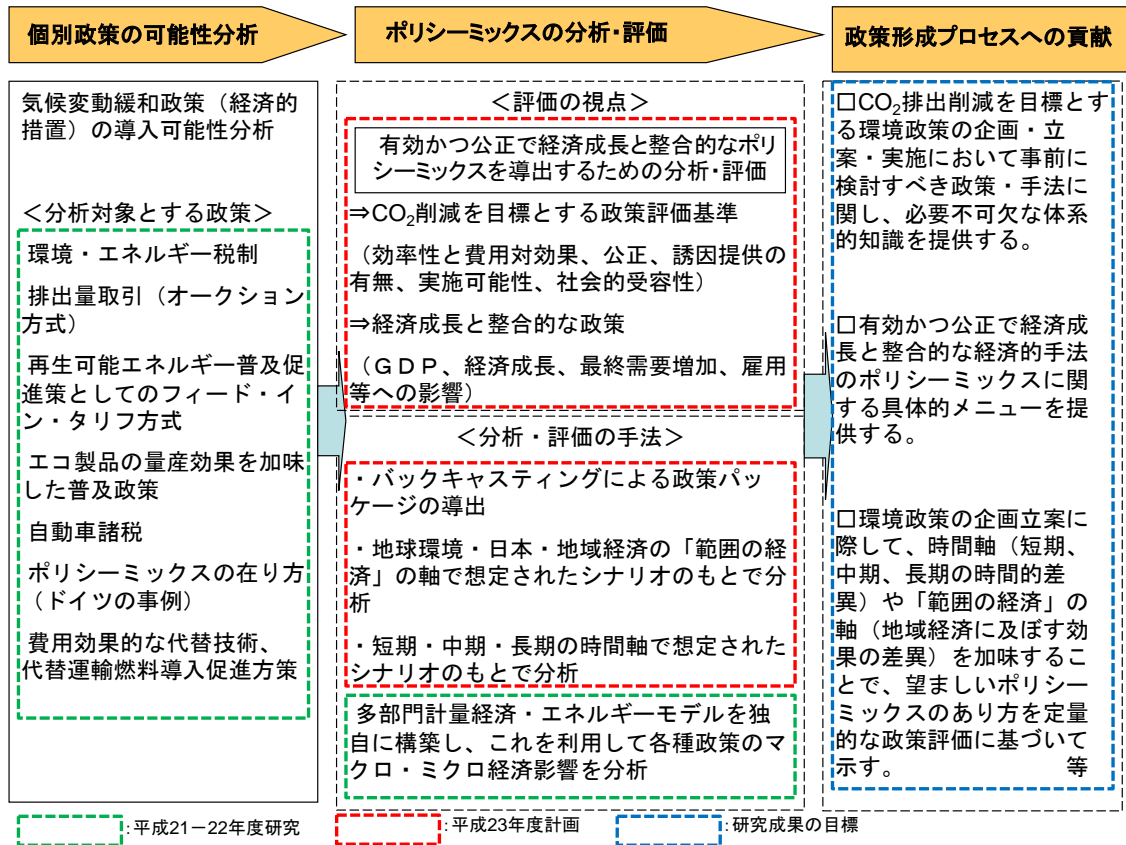 個別政策の可能性分析
ポリシーミックスの分析・評価
政策形成プロセスへの貢献
気候変動緩和政策（経済的
措置）の導入可能性分析
＜分析対象とする政策＞
環境・エネルギー税制
排出量取引（オークション
方式）
再生可能エネルギー普及促
進策としてのフィード・イ
ン・タリフ方式
エコ製品の量産効果を加味
した普及政策
自動車諸税
ポリシーミックスの在り方
（ドイツの事例）
費用効果的な代替技術、
代替運輸燃料導入促進方策
＜評価の視点＞
有効かつ公正で経済成長と整合的なポリ
シーミックスを導出するための分析・評価
⇒CO2削減を目標とする政策評価基準
（効率性と費用対効果、公正、誘因提供の
有無、実施可能性、社会的受容性）
⇒経済成長と整合的な政策
（ＧＤＰ、経済成長、最終需要増加、雇用
等への影響）
＜分析・評価の手法＞
・バックキャスティングによる政策パッ
ケージの導出
・地球環境・日本・地域経済の「範囲の経
済」の軸で想定されたシナリオのもとで分
析
・短期・中期・長期の時間軸で想定された
シナリオのもとで分析
多部門計量経済・エネルギーモデルを独
自に構築し、これを利用して各種政策のマ
クロ・ミクロ経済影響を分析
□CO2排出削減を目標とす
る環境政策の企画・立
案・実施において事前に
検討すべき政策・手法に
関し、必要不可欠な体系
的知識を提供する。
□有効かつ公正で経済成
長と整合的な経済的手法
のポリシーミックスに関
する具体的メニューを提
供する。
□環境政策の企画立案に
際して、時間軸（短期、
中期、長期の時間的差
異）や「範囲の経済」の
軸（地域経済に及ぼす効
果の差異）を加味するこ
とで、望ましいポリシー
ミックスのあり方を定量
的な政策評価に基づいて
示す。 等
:平成21－22年度研究
:平成23年度計画
:研究成果の目標